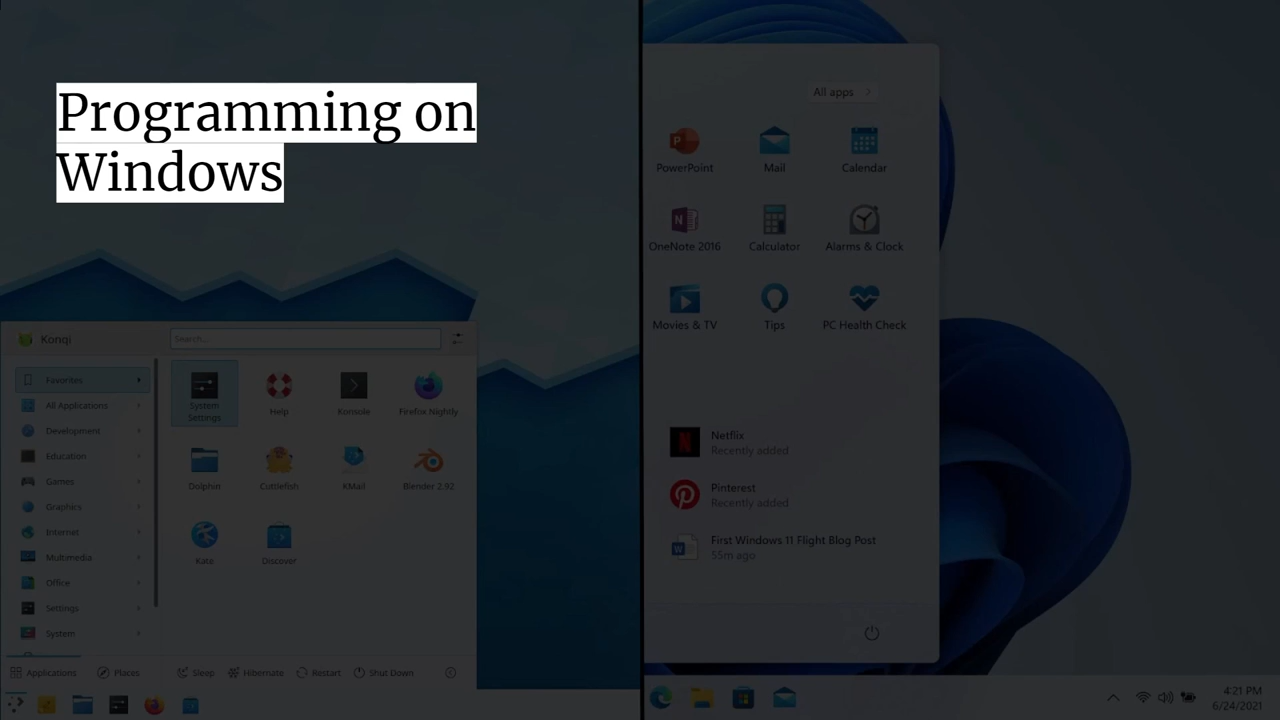 Programming on
Windows
Konqi
Search...
Favorites
All Applications
Development
Education
Games
Graphics
Internet
Multimedia
Office
Settings
System
System
Settings
Help
Konsole
Firefox Nightly
Dolphin
Cuttlefish
KMail
Blender 2.92
Kate
Discover
Applications
Places
Sleep
Hibernate
Restart
Shut Down
All apps
PowerPoint
Mail
Calendar
OneNote 2016
Calculator
Alarms & Clock
Movies & TV
Tips
PC Health Check
Netflix
Recently added
Pinterest
Recently added
First Windows 11 Flight Blog Post
55m ago
4:21 PM
6/24/2021